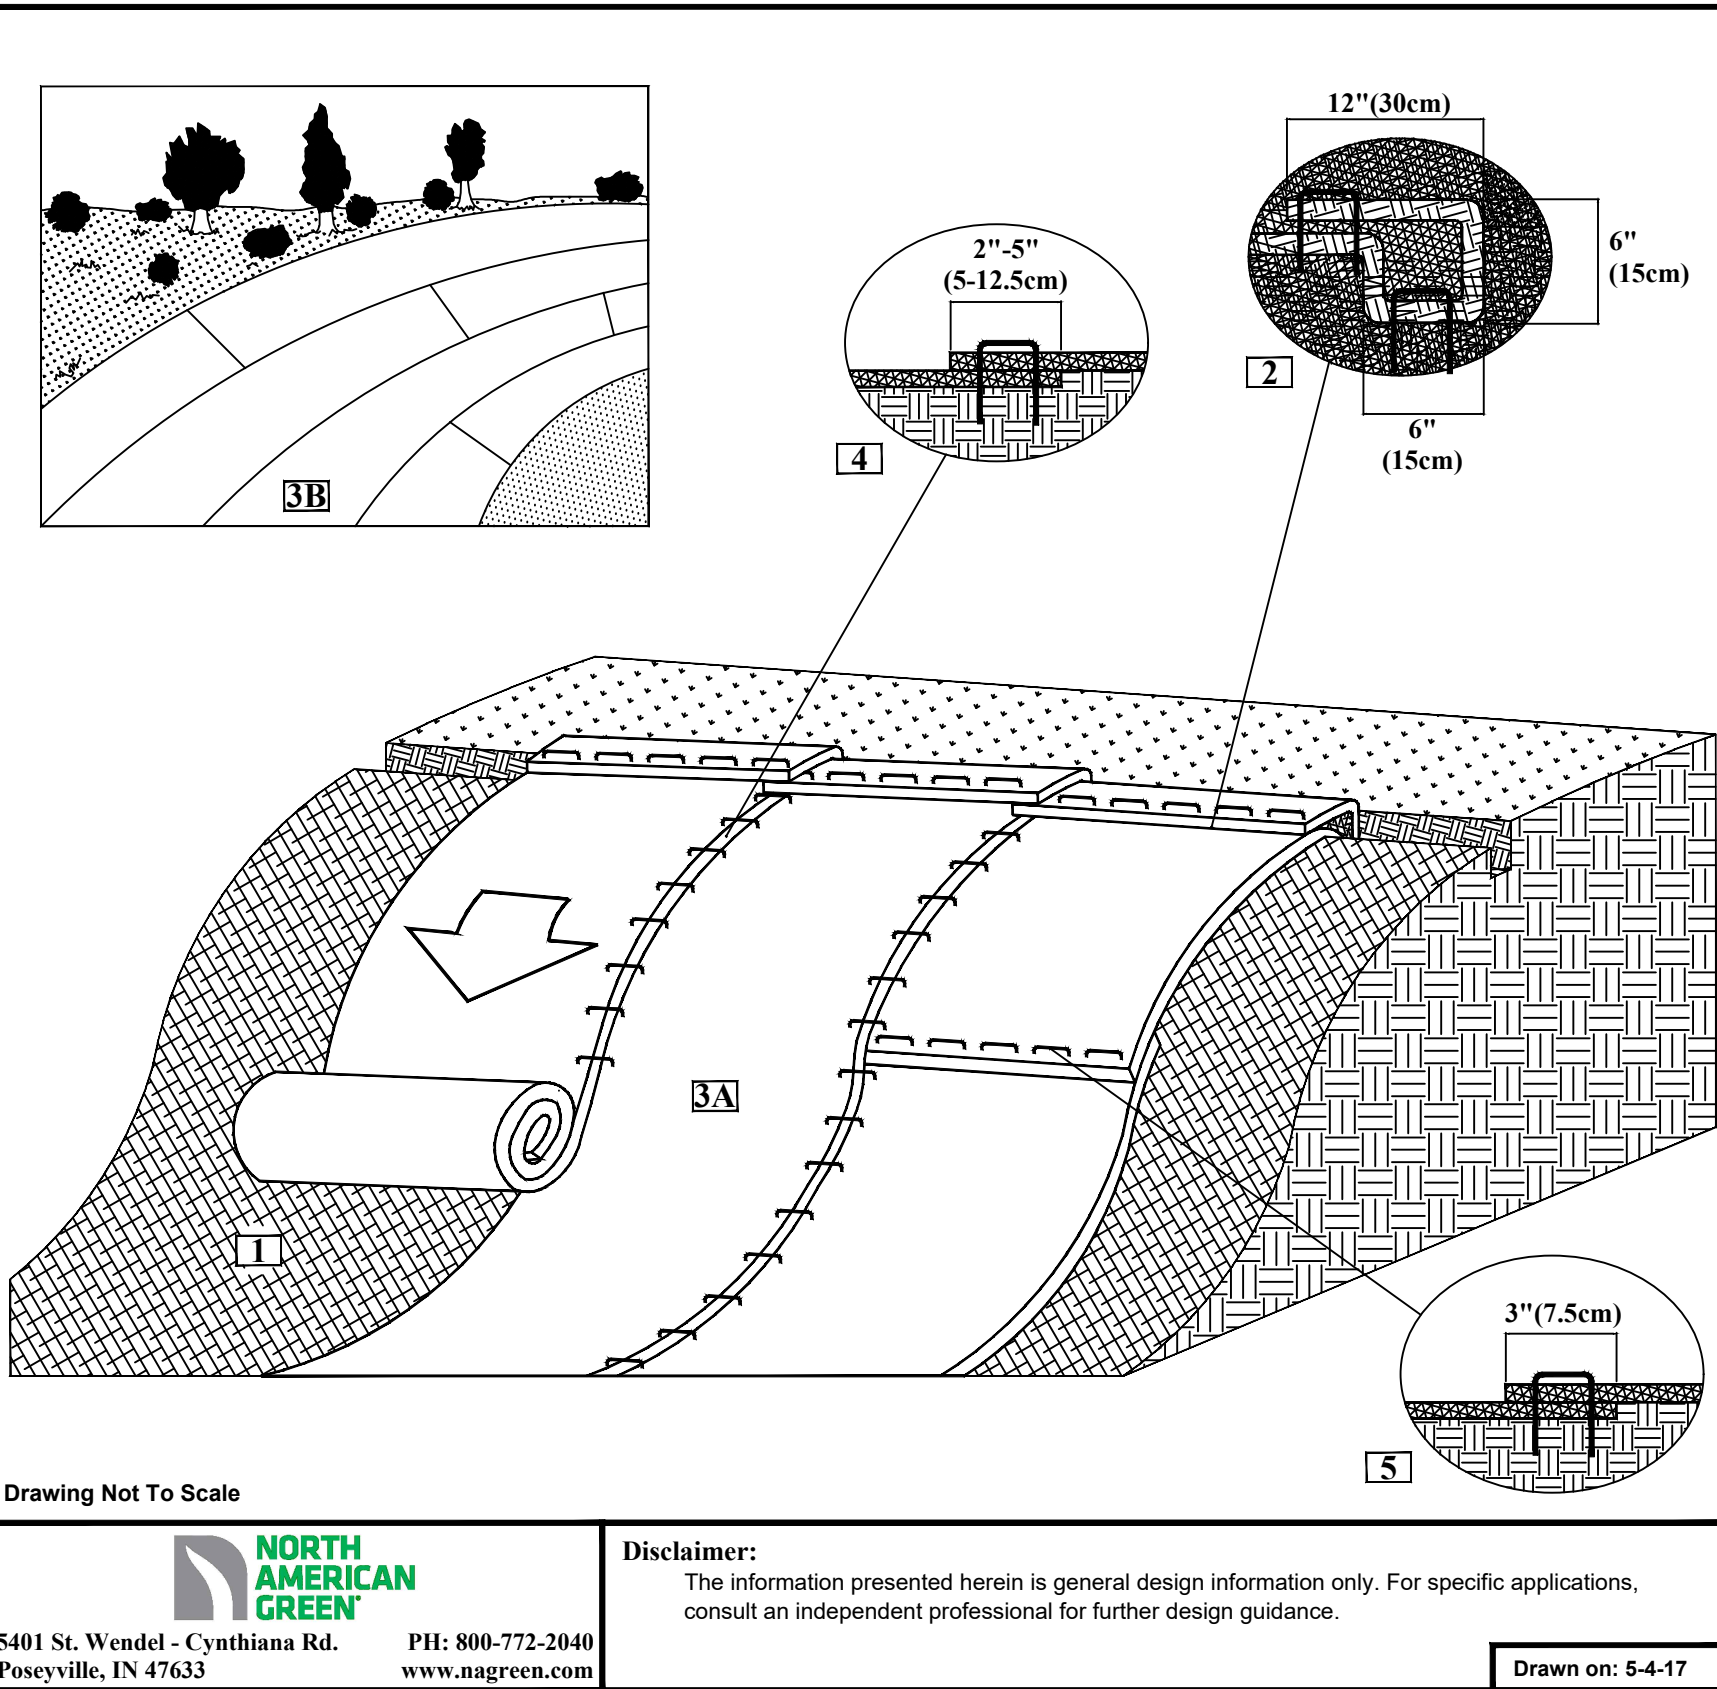 12"(30cm)
2"-5"
(5-12.5cm)
6"
(15cm)
2
6"
(15cm)
4
3B
3A
1
3"(7.5cm)
5
Drawing Not To Scale
NORTH
AMERICAN
GREEN
5401 St. Wendel - Cynthiana Rd.
Poseyville, IN 47633
PH: 800-772-2040
www.nagreen.com
Disclaimer:
The information presented herein is general design information only. For specific applications,
consult an independent professional for further design guidance.
Drawn on: 5-4-17